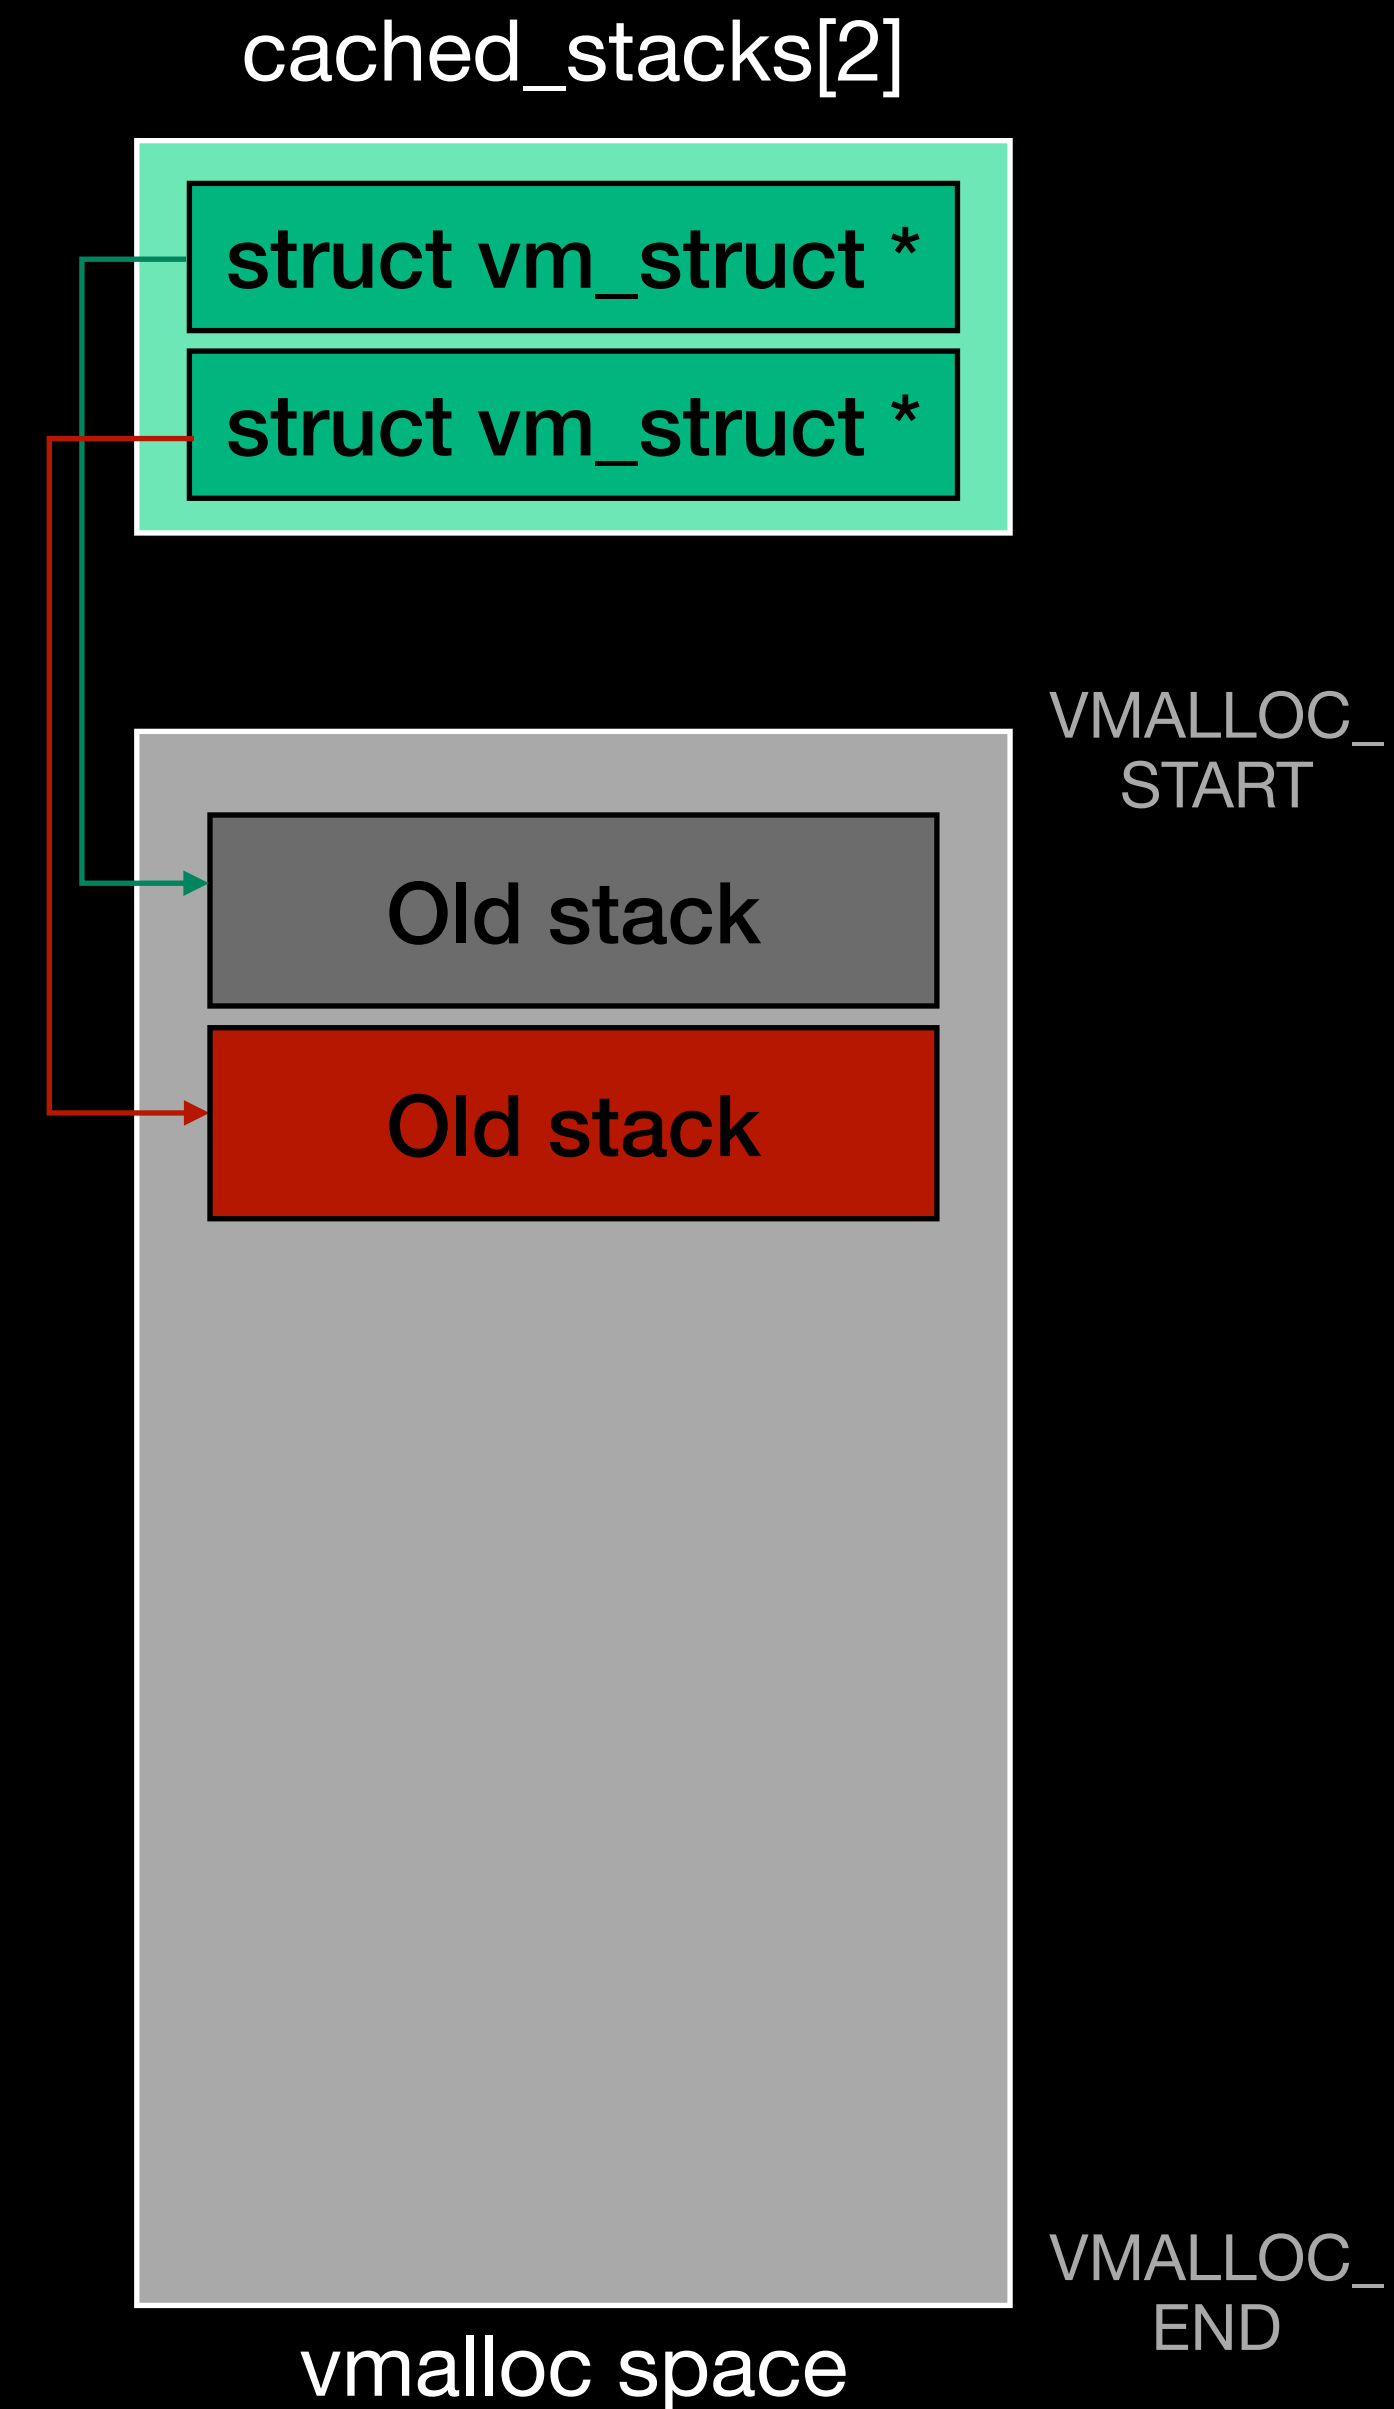 cached_stacks[2]
struct vm_struct *
struct vm_struct *
VMALLOC_
START
Old stack
Old stack
VMALLOC_
END
vmalloc space